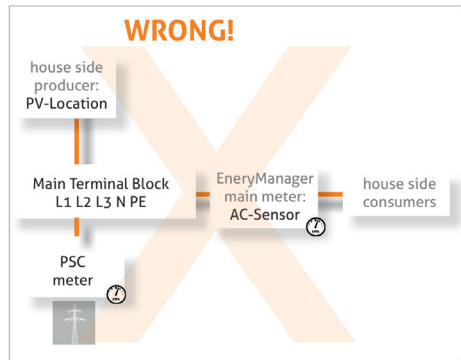 WRONG!
house side
producer:
PV-Location
Main Terminal Block
L1 L2 L3 N PE
EneryManager
main meter:
AC-Sensor
house side
consumers
PSC
meter